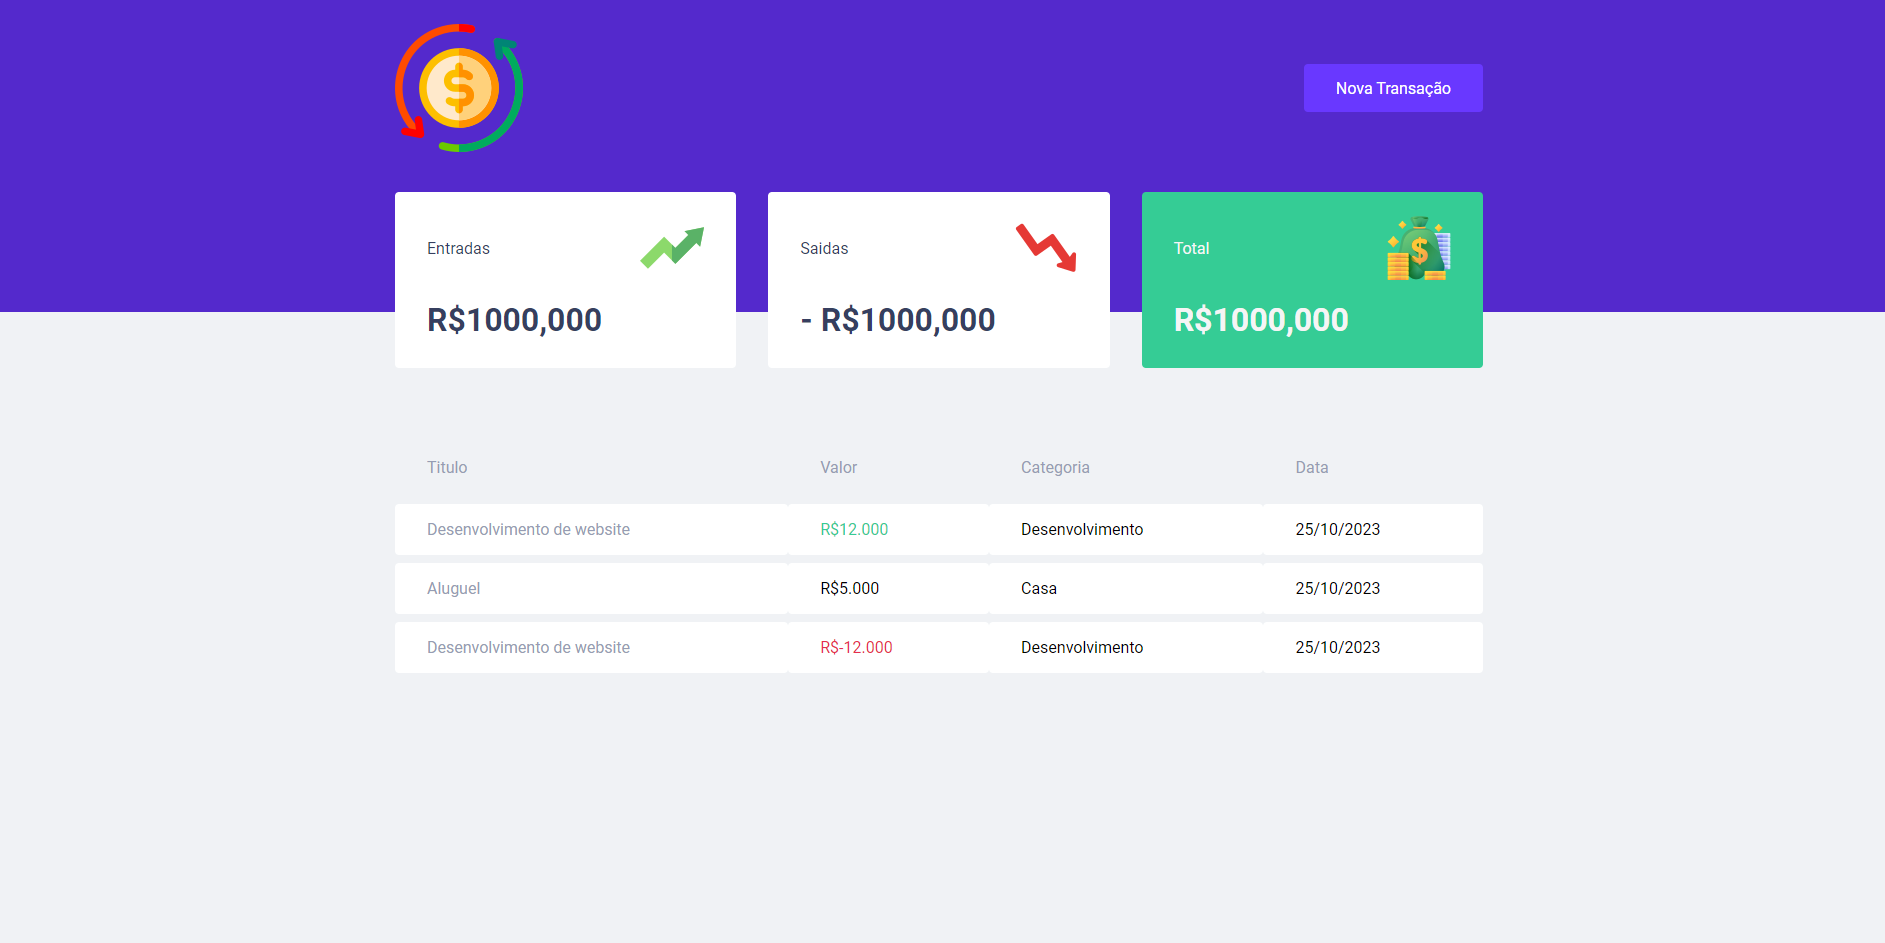 $
Nova Transação
Entradas
R$1000,000
Saidas
- R$1000,000
Total
$
R$1000,000
Titulo Valor Categoria Data
Desenvolvimento de website R$12.000 Desenvolvimento 25/10/2023
Aluguel R$5.000 Casa 25/10/2023
Desenvolvimento de website R$-12.000 Desenvolvimento 25/10/2023